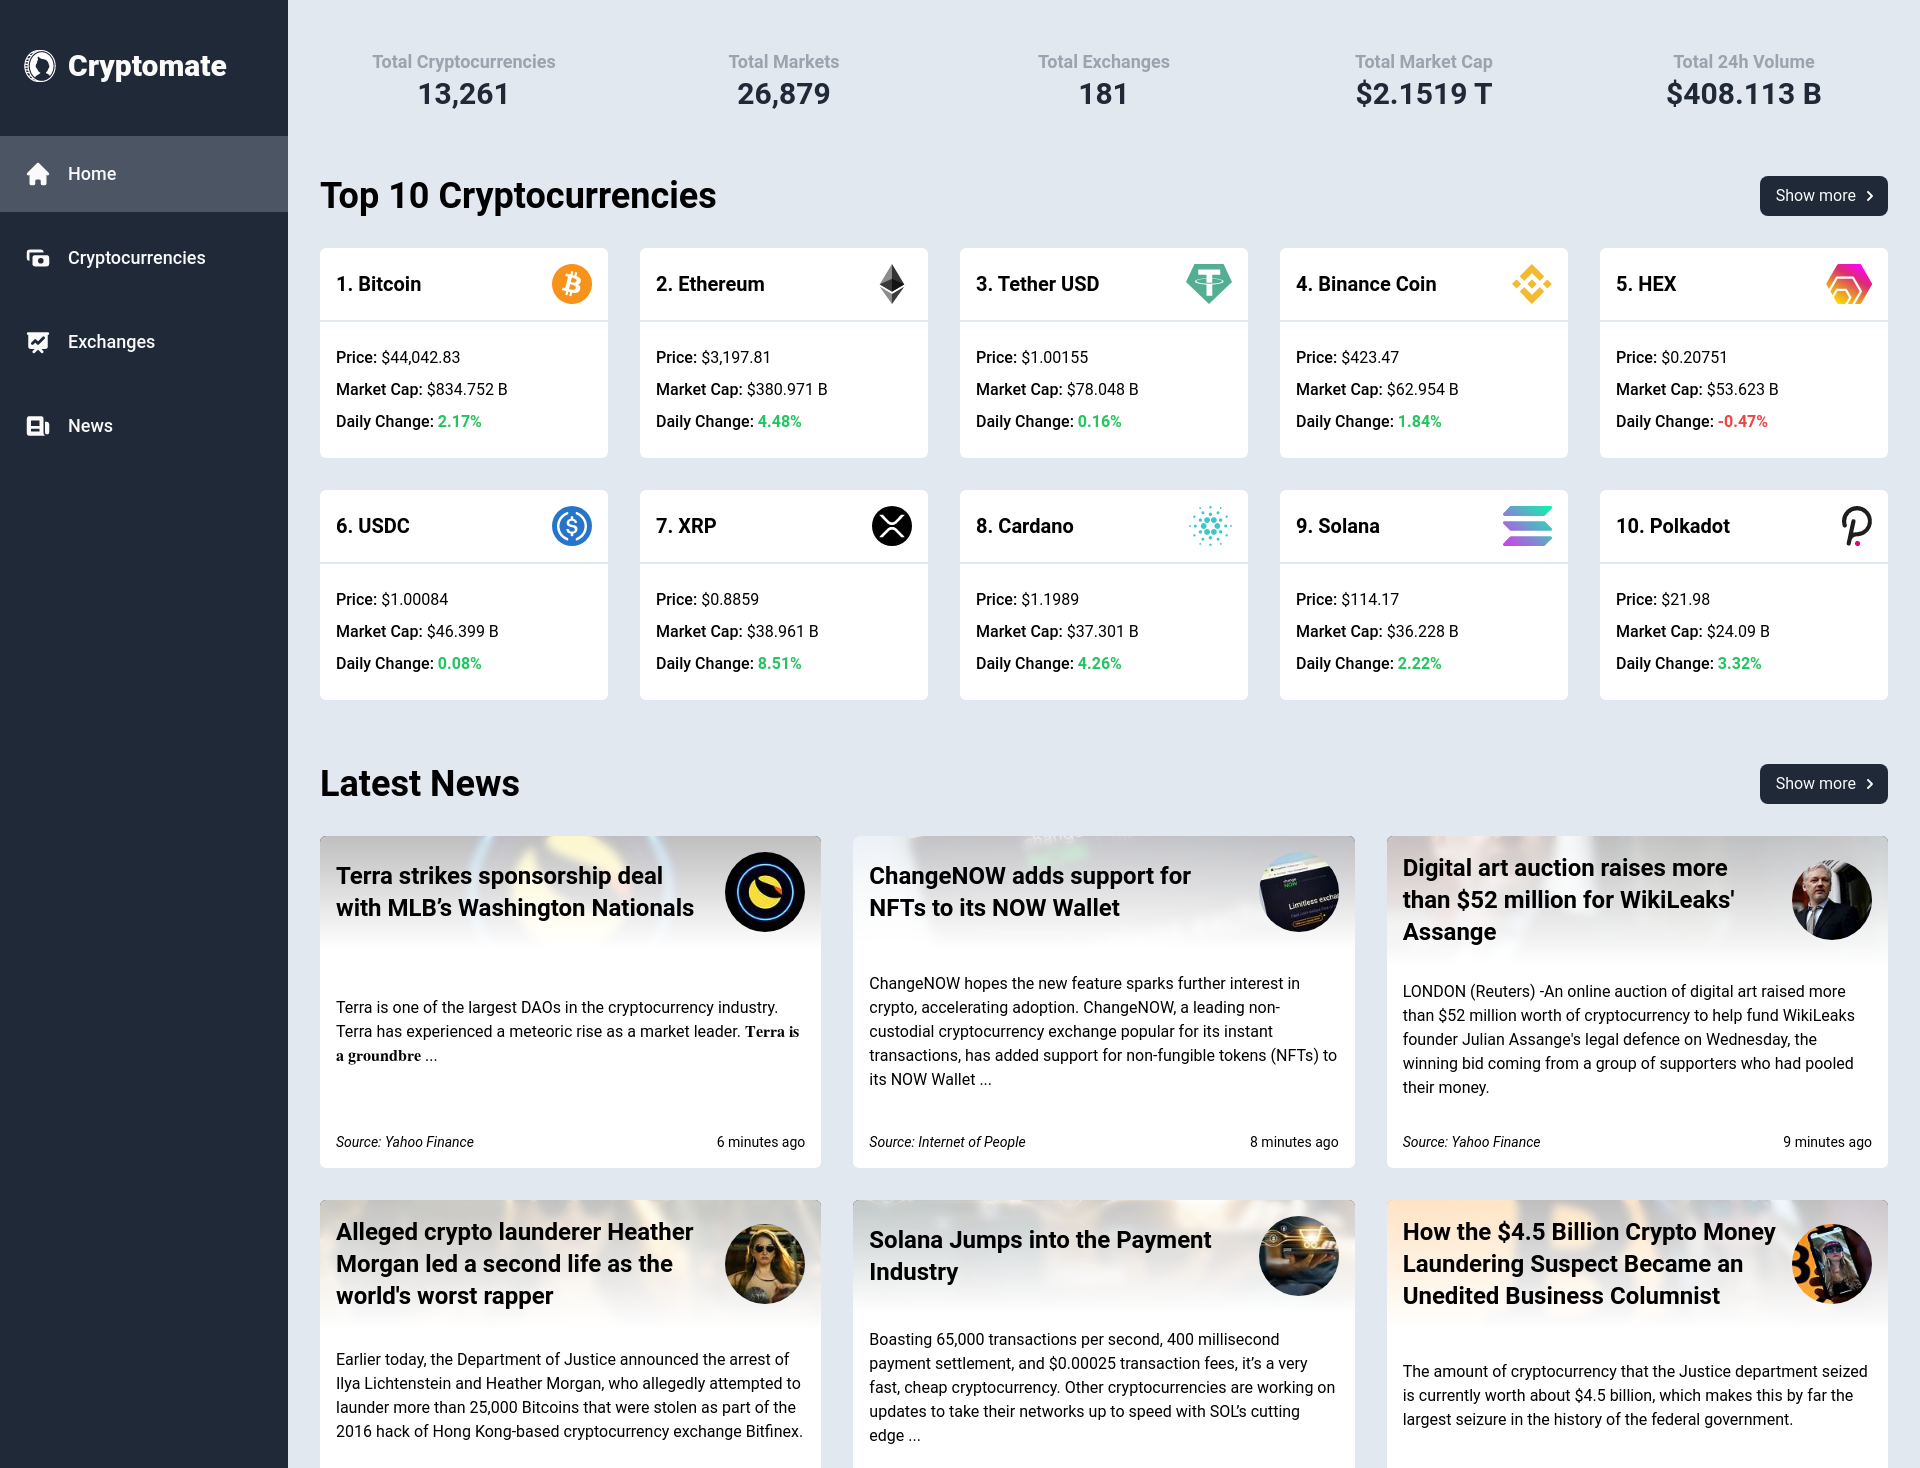 Cryptomate
Home
Cryptocurrencies
Exchanges
News
Total Cryptocurrencies
13,261
Total Markets
26,879
Total Exchanges
181
Total Market Cap
$2.1519 T
Total 24h Volume
$408.113 B
Top 10 Cryptocurrencies
Show more
1. Bitcoin
Price: $44,042.83
Market Cap: $834.752 B
Daily Change: 2.17%
2. Ethereum
Price: $3,197.81
Market Cap: $380.971 B
Daily Change: 4.48%
3. Tether USD
Price: $1.00155
Market Cap: $78.048 B
Daily Change: 0.16%
4. Binance Coin
Price: $423.47
Market Cap: $62.954 B
Daily Change: 1.84%
5. HEX
Price: $0.20751
Market Cap: $53.623 B
Daily Change: -0.47%
6. USDC
Price: $1.00084
Market Cap: $46.399 B
Daily Change: 0.08%
7. XRP
Price: $0.8859
Market Cap: $38.961 B
Daily Change: 8.51%
8. Cardano
Price: $1.1989
Market Cap: $37.301 B
Daily Change: 4.26%
9. Solana
Price: $114.17
Market Cap: $36.228 B
Daily Change: 2.22%
10. Polkadot
Price: $21.98
Market Cap: $24.09 B
Daily Change: 3.32%
Latest News
Show more
Terra strikes sponsorship deal
with MLB’s Washington Nationals
Terra is one of the largest DAOs in the cryptocurrency industry.
Terra has experienced a meteoric rise as a market leader. Terra is
a groundbre ...
Source: Yahoo Finance
6 minutes ago
ChangeNOW adds support for
NFTs to its NOW Wallet
ChangeNOW hopes the new feature sparks further interest in
crypto, accelerating adoption. ChangeNOW, a leading non-
custodial cryptocurrency exchange popular for its instant
transactions, has added support for non-fungible tokens (NFTs) to
its NOW Wallet ...
Source: Internet of People
8 minutes ago
Digital art auction raises more
than $52 million for WikiLeaks'
Assange
LONDON (Reuters) -An online auction of digital art raised more
than $52 million worth of cryptocurrency to help fund WikiLeaks
founder Julian Assange's legal defence on Wednesday, the
winning bid coming from a group of supporters who had pooled
their money.
Source: Yahoo Finance
9 minutes ago
Alleged crypto launderer Heather
Morgan led a second life as the
world's worst rapper
Earlier today, the Department of Justice announced the arrest of
Ilya Lichtenstein and Heather Morgan, who allegedly attempted to
launder more than 25,000 Bitcoins that were stolen as part of the
2016 hack of Hong Kong-based cryptocurrency exchange Bitfinex.
Solana Jumps into the Payment
Industry
Boasting 65,000 transactions per second, 400 millisecond
payment settlement, and $0.00025 transaction fees, it’s a very
fast, cheap cryptocurrency. Other cryptocurrencies are working on
updates to take their networks up to speed with SOL’s cutting
edge ...
How the $4.5 Billion Crypto Money
Laundering Suspect Became an
Unedited Business Columnist
The amount of cryptocurrency that the Justice department seized
is currently worth about $4.5 billion, which makes this by far the
largest seizure in the history of the federal government.